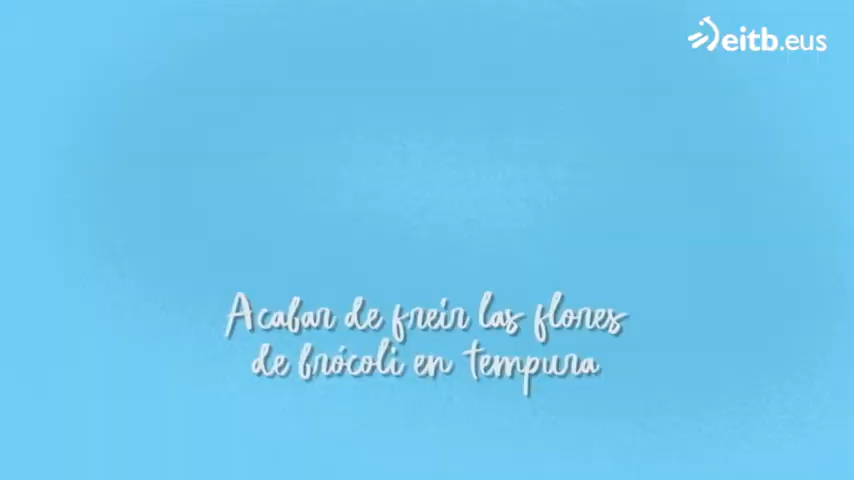 eitb.eus
Acabar de freír las flores
de brócoli en tempura